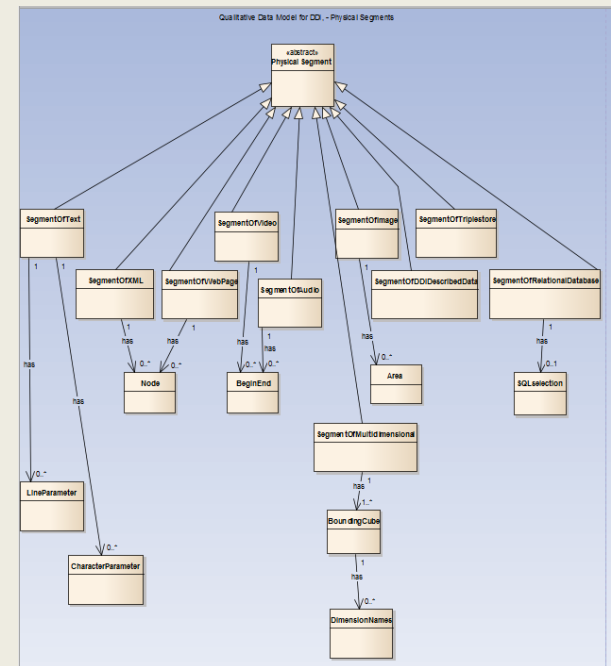 Qualitative Data Model for DDI, - Physical Segments
«abstract»
Physical Segment
SegmentOfText
SegmentOfVideo
SegmentOfImage
SegmentOfTriplestore
1
1
1
1
SegmentOfXML
SegmentOfWebPage
SegmentOfAudio
SegmentOfDDIDescribedData
SegmentOfRelationalDatabase
1
1
1
1
has
has
has
has
has
has
has
0..*
0..*
0..*
0..*
0..*
0..1
Node
BeginEnd
Area
SQLselection
has
SegmentOfMultidimensional
0..*
1
has
LineParameter
1..*
BoundingCube
0..*
1
CharacterParameter
has
0..*
DimensionNames